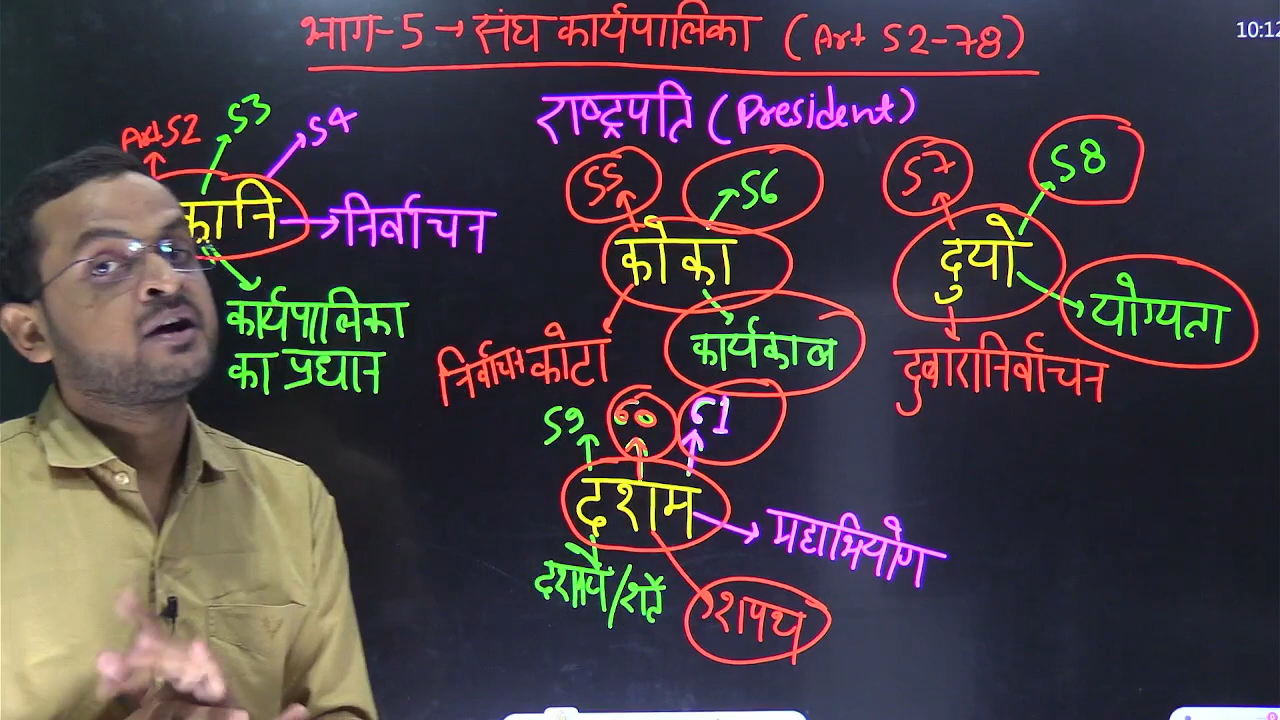 भाग-5 → संघ कार्यपालिका (Art 52-78)
10:12
राष्ट्रपति (President)
Art 52
53
54
55
56
57
58
कानि → निर्वाचन
कोका
दुयो
कार्यपालिका
का प्रधान
निर्वाचन कोटा
कार्यकाल
दुबारा निर्वाचन
योग्यता
59
60
61
दशम
महाभियोग
दशायें/शर्तें
शपथ